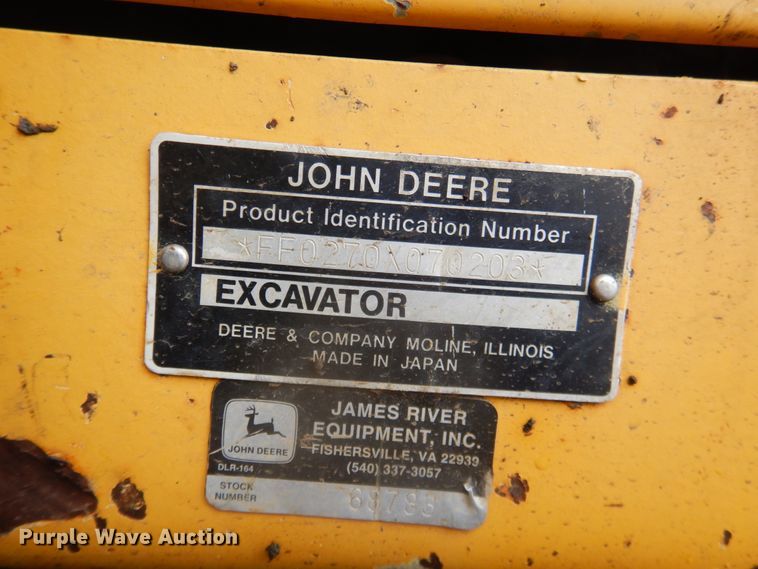 JOHN DEERE
Product Identification Number
*FF0270X070203*
EXCAVATOR
DEERE & COMPANY MOLINE, ILLINOIS
MADE IN JAPAN
JAMES RIVER
EQUIPMENT, INC.
FISHERSVILLE, VA 22939
(540) 337-3057
JOHN DEERE
DLR-164
STOCK
NUMBER
Purple Wave Auction